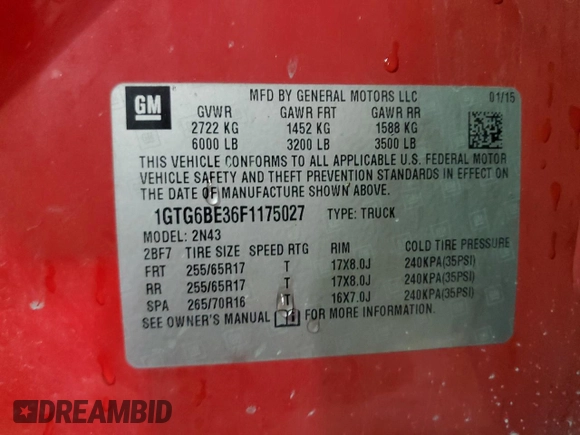 GM
MFD BY GENERAL MOTORS LLC 01/15
GVWR GAWR FRT GAWR RR
2722 KG 1452 KG 1588 KG
6000 LB 3200 LB 3500 LB
THIS VEHICLE CONFORMS TO ALL APPLICABLE U.S. FEDERAL MOTOR
VEHICLE SAFETY AND THEFT PREVENTION STANDARDS IN EFFECT ON
THE DATE OF MANUFACTURE SHOWN ABOVE.
1GTG6BE36F1175027 TYPE: TRUCK
MODEL: 2N43
2BF7 TIRE SIZE SPEED RTG RIM COLD TIRE PRESSURE
FRT 255/65R17 T 17X8.0J 240KPA(35PSI)
RR 255/65R17 T 17X8.0J 240KPA(35PSI)
SPA 265/70R16 T 16X7.0J 240KPA(35PSI)
SEE OWNER'S MANUAL FOR MORE INFORMATION.
DREAMBID